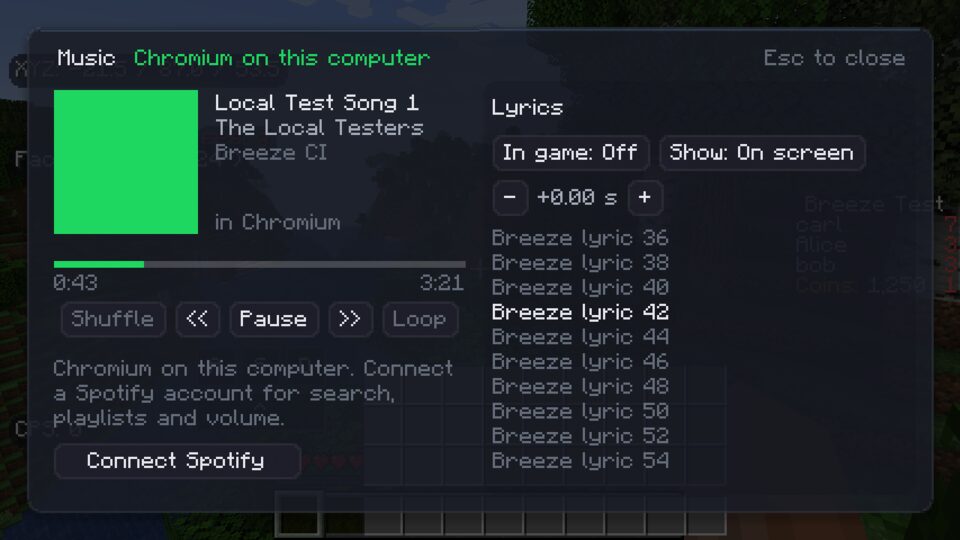 Music Chromium on this computer
Esc to close
Local Test Song 1
The Local Testers
Breeze CI
in Chromium
0:43
3:21
Shuffle
<<
Pause
>>
Loop
Chromium on this computer. Connect
a Spotify account for search,
playlists and volume.
Connect Spotify
Lyrics
In game: Off
Show: On screen
- +0.00 s +
Breeze lyric 36
Breeze lyric 38
Breeze lyric 40
Breeze lyric 42
Breeze lyric 44
Breeze lyric 46
Breeze lyric 48
Breeze lyric 50
Breeze lyric 52
Breeze lyric 54
Breeze Test
carl
Alice
bob
Coins: 1,250